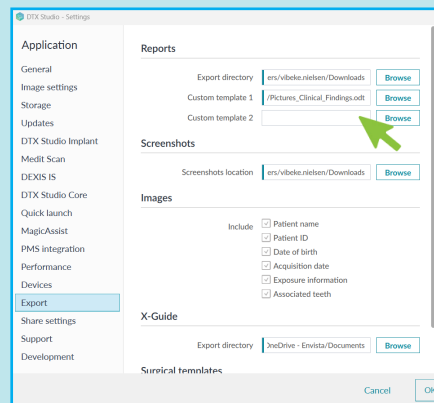 DTX Studio - Settings
Application
General
Image settings
Storage
Updates
DTX Studio Implant
Medit Scan
DEXIS IS
DTX Studio Core
Quick launch
MagicAssist
PMS integration
Performance
Devices
Export
Share settings
Support
Development
Reports
Export directory ers/vibeke.nielsen/Downloads Browse
Custom template 1 /Pictures_Clinical_Findings.odt Browse
Custom template 2 Browse
Screenshots
Screenshots location ers/vibeke.nielsen/Downloads Browse
Images
Include
Patient name
Patient ID
Date of birth
Acquisition date
Exposure information
Associated teeth
X-Guide
Export directory OneDrive - Envista/Documents Browse
Surgical templates
Cancel OK